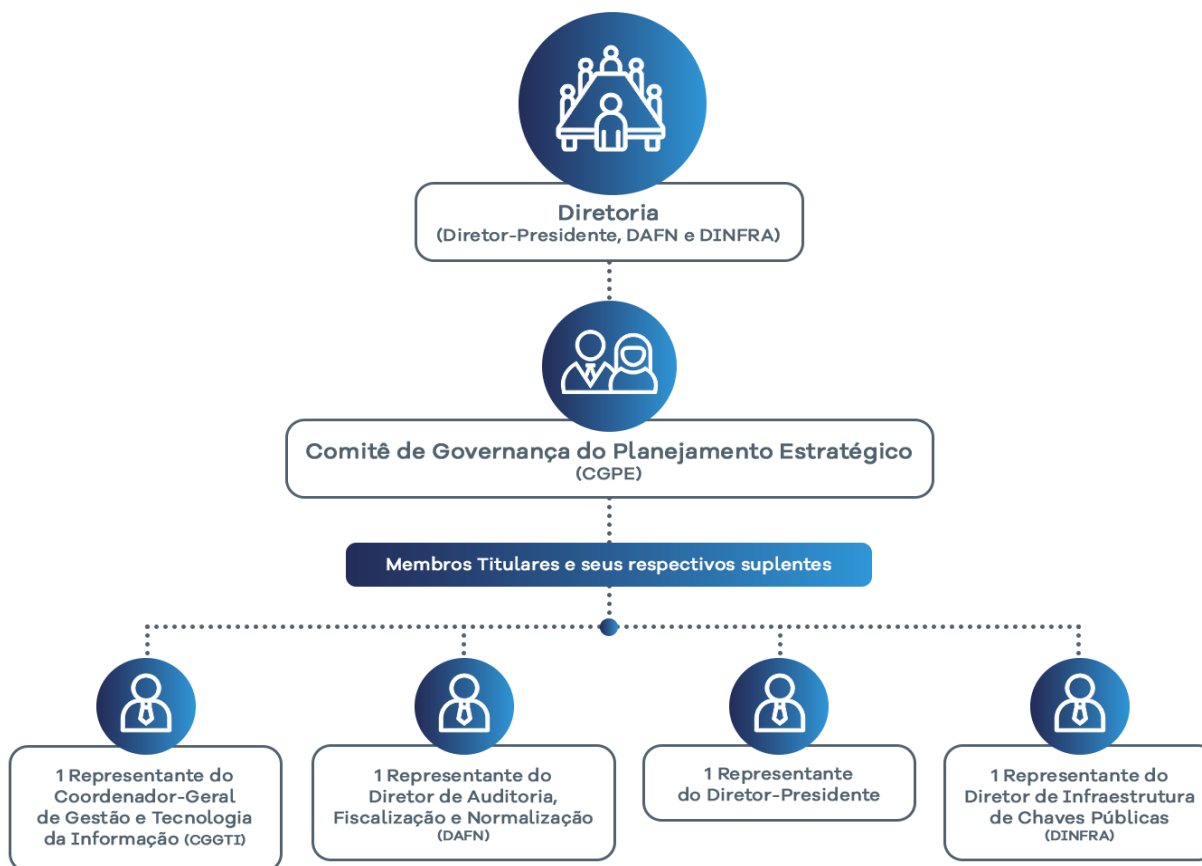 Diretoria
(Diretor-Presidente, DAFN e DINFRA)
Comitê de Governança do Planejamento Estratégico
(CGPE)
Membros Titulares e seus respectivos suplentes
1 Representante do
Coordenador-Geral
de Gestão e Tecnologia
da Informação (CGGTI)
1 Representante do
Diretor de Auditoria,
Fiscalização e Normalização
(DAFN)
1 Representante
do Diretor-Presidente
1 Representante do
Diretor de Infraestrutura
de Chaves Públicas
(DINFRA)